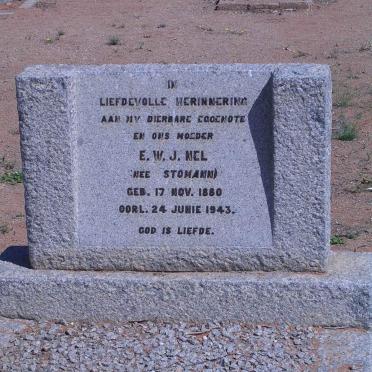 IN
LIEFDEVOLLE HERINNERING
AAN MY DIERBARE EGGENOTE
EN ONS MOEDER
E. W. J. NEL
(NEE STOMANN)
GEB. 17 NOV. 1880
OORL. 24 JUNIE 1943.
GOD IS LIEFDE.